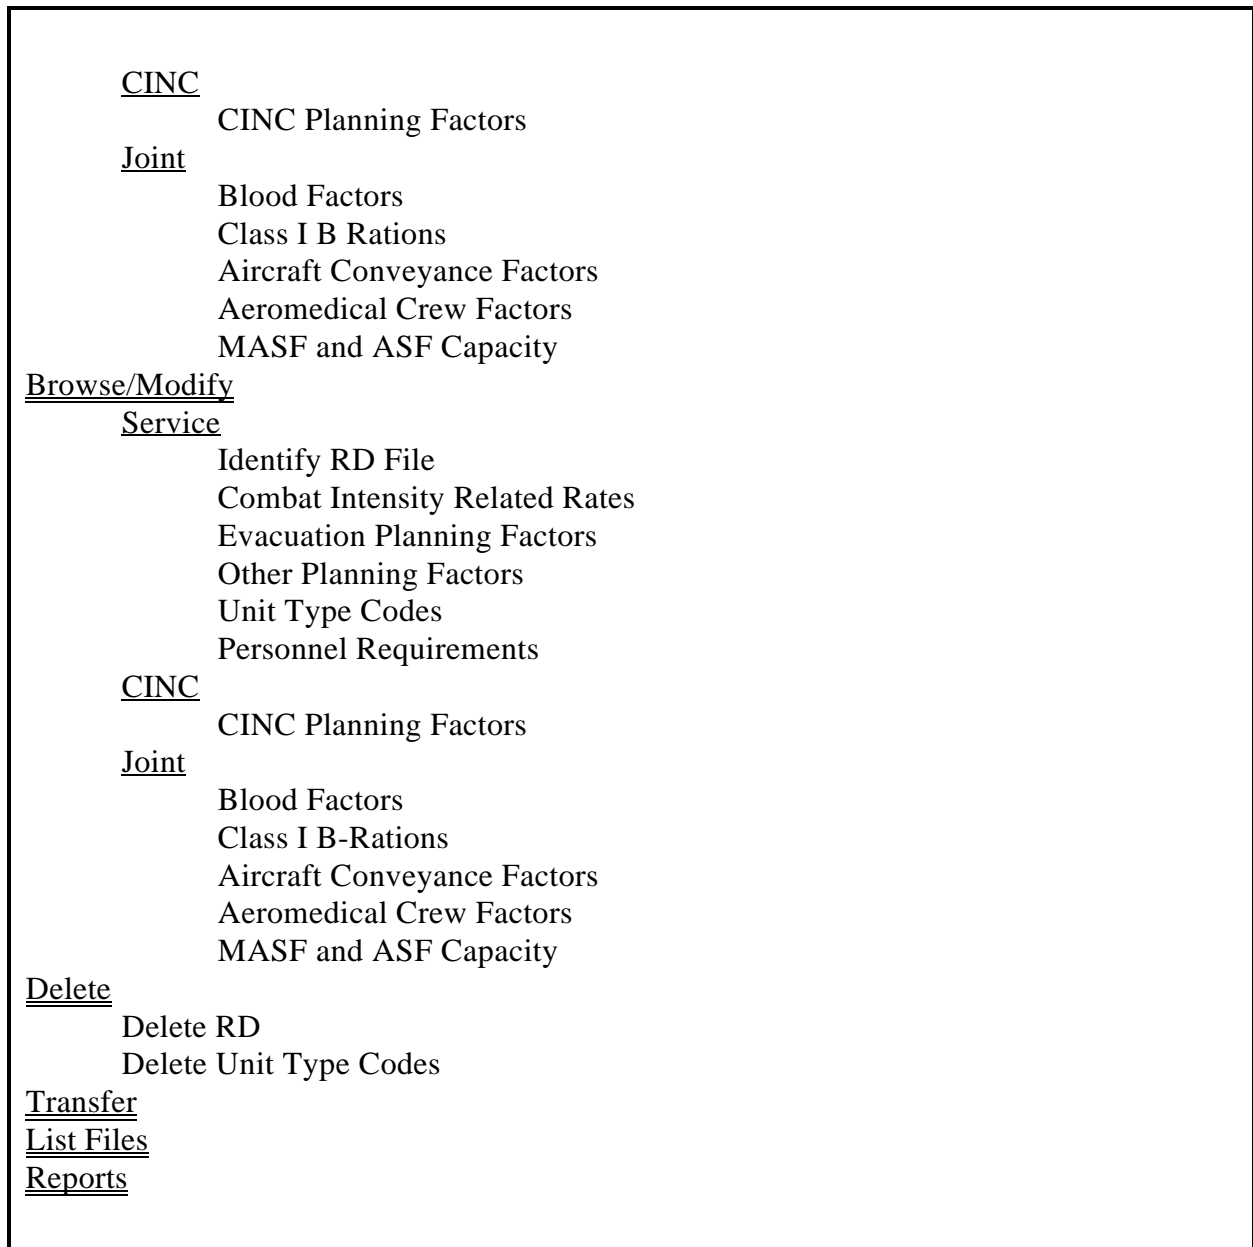 CINC
CINC Planning Factors
Joint
Blood Factors
Class I B Rations
Aircraft Conveyance Factors
Aeromedical Crew Factors
MASF and ASF Capacity
Browse/Modify
Service
Identify RD File
Combat Intensity Related Rates
Evacuation Planning Factors
Other Planning Factors
Unit Type Codes
Personnel Requirements
CINC
CINC Planning Factors
Joint
Blood Factors
Class I B-Rations
Aircraft Conveyance Factors
Aeromedical Crew Factors
MASF and ASF Capacity
Delete
Delete RD
Delete Unit Type Codes
Transfer
List Files
Reports